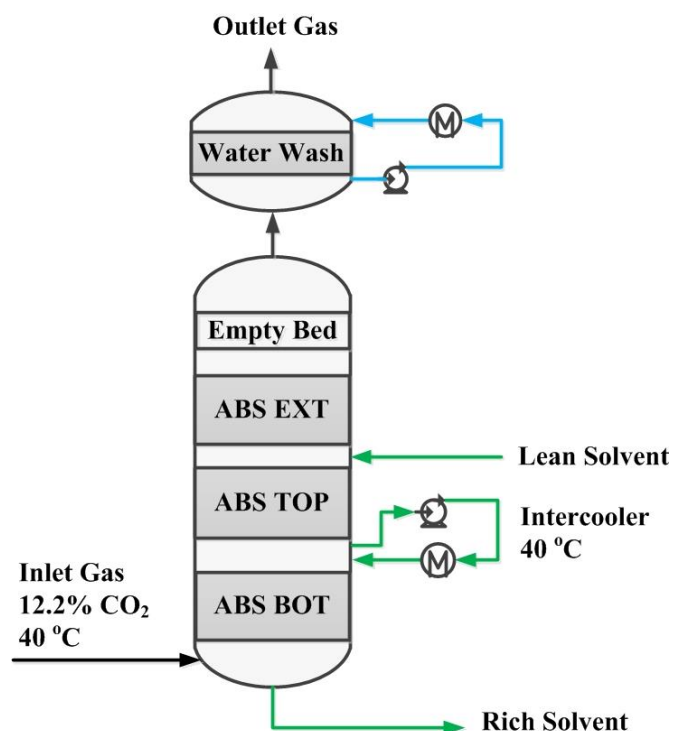 Outlet Gas
M
Water Wash
Empty Bed
ABS EXT
Lean Solvent
ABS TOP
Intercooler
40 °C
M
Inlet Gas
12.2% CO₂
40 °C
ABS BOT
Rich Solvent